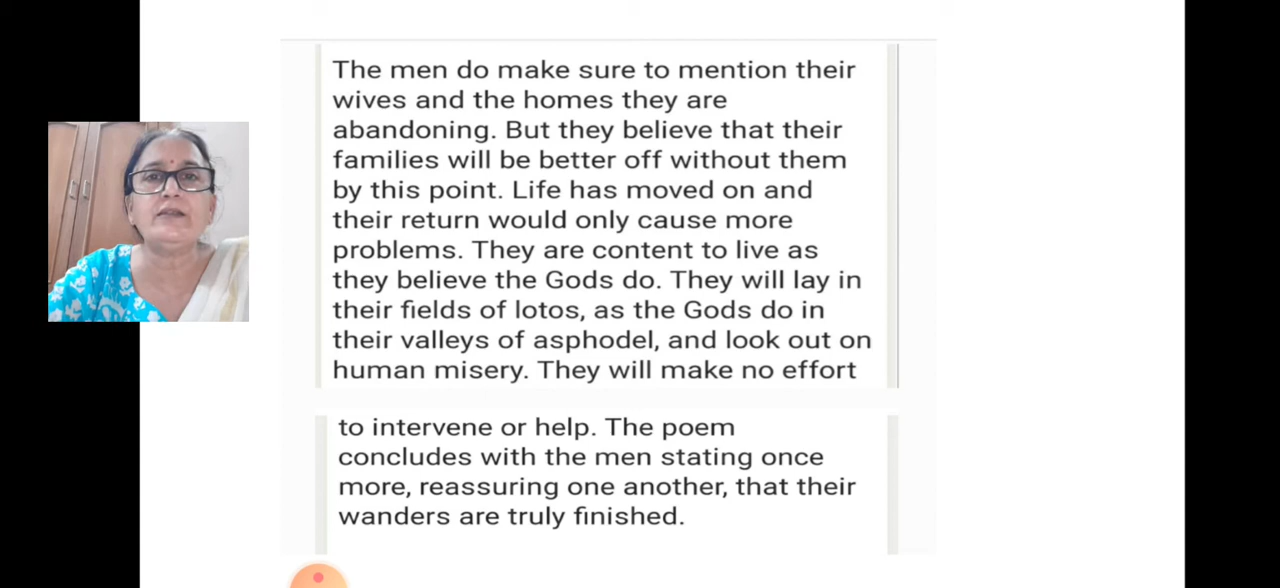 The men do make sure to mention their
wives and the homes they are
abandoning. But they believe that their
families will be better off without them
by this point. Life has moved on and
their return would only cause more
problems. They are content to live as
they believe the Gods do. They will lay in
their fields of lotos, as the Gods do in
their valleys of asphodel, and look out on
human misery. They will make no effort
to intervene or help. The poem
concludes with the men stating once
more, reassuring one another, that their
wanders are truly finished.